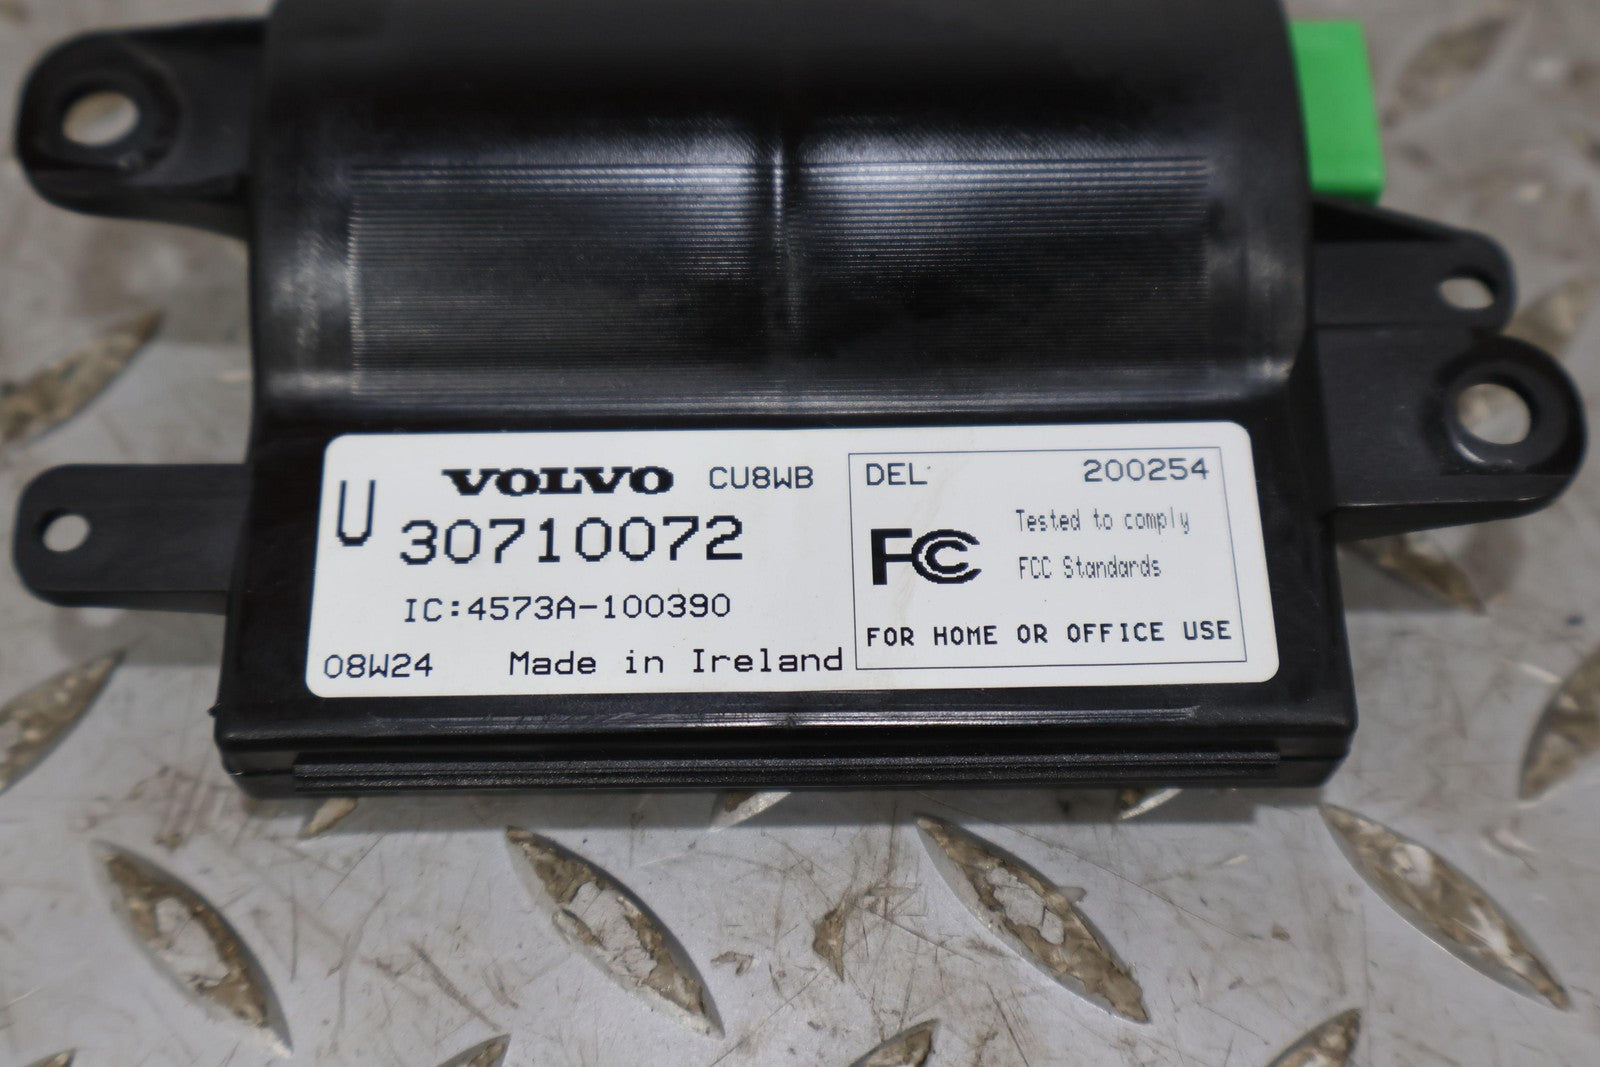 U VOLVO CU8WB
30710072
IC:4573A-100390
08W24 Made in Ireland
DEL 200254
FC Tested to comply
FCC Standards
FOR HOME OR OFFICE USE